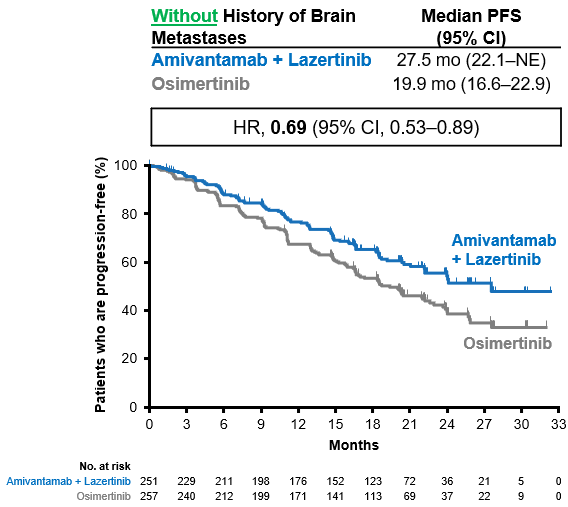 Without History of Brain Metastases
Median PFS (95% CI)
Amivantamab + Lazertinib 27.5 mo (22.1–NE)
Osimertinib 19.9 mo (16.6–22.9)
HR, 0.69 (95% CI, 0.53–0.89)
Patients who are progression-free (%)
100
80
60
40
20
0
Amivantamab
+ Lazertinib
Osimertinib
0 3 6 9 12 15 18 21 24 27 30 33
Months
No. at risk
Amivantamab + Lazertinib 251 229 211 198 176 152 123 72 36 21 5 0
Osimertinib 257 240 212 199 171 141 113 69 37 22 9 0